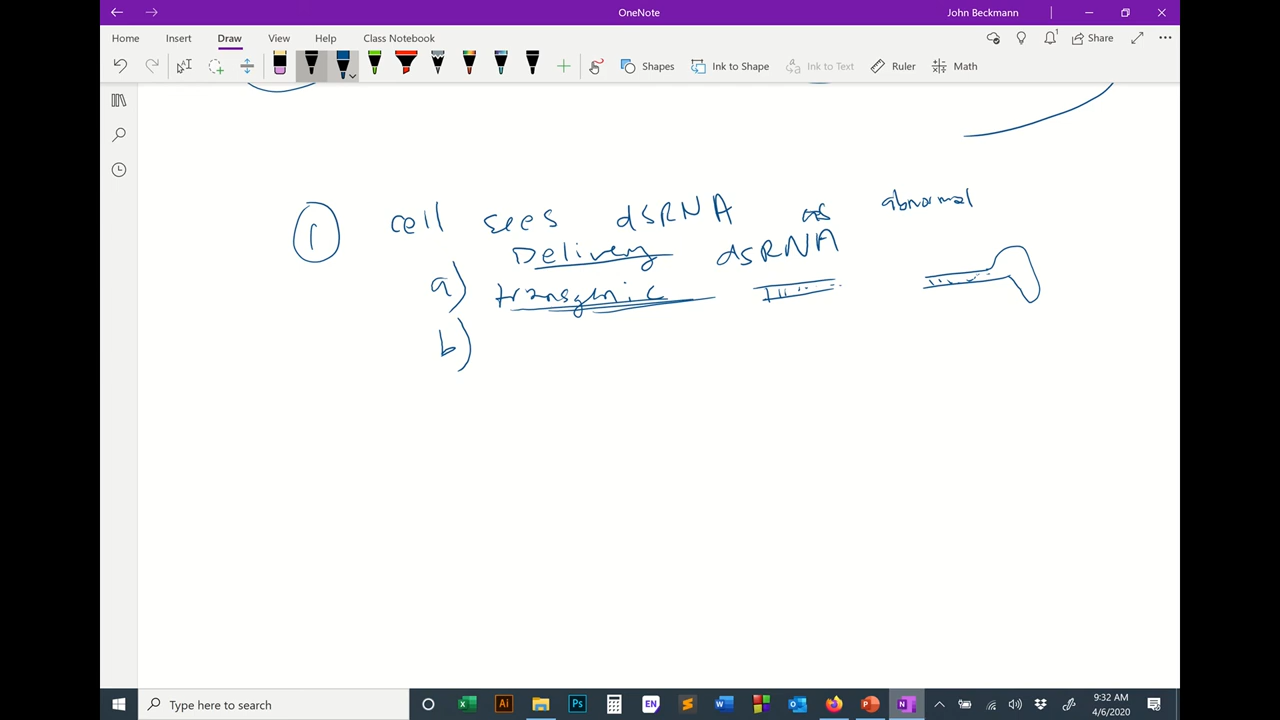 OneNote
John Beckmann
Home Insert Draw View Help Class Notebook
1 Share
Shapes Ink to Shape Ink to Text Ruler Math
① cell sees dsRNA as abnormal
Delivery dsRNA
a) transgenic
b)
Type here to search
9:32 AM
4/6/2020